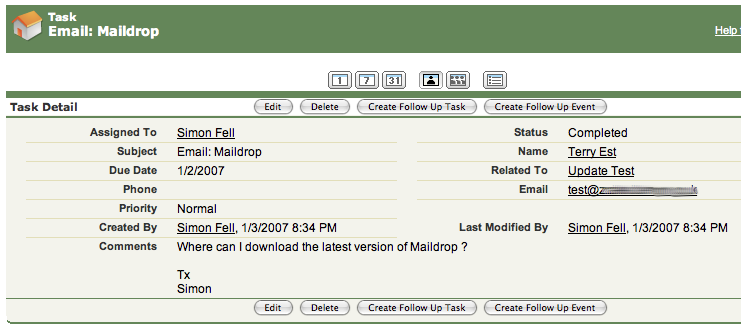 Task
Email: Maildrop
Help
1 7 31
Task Detail Edit Delete Create Follow Up Task Create Follow Up Event
Assigned To Simon Fell Status Completed
Subject Email: Maildrop Name Terry Est
Due Date 1/2/2007 Related To Update Test
Phone Email test@z
Priority Normal
Created By Simon Fell, 1/3/2007 8:34 PM Last Modified By Simon Fell, 1/3/2007 8:34 PM
Comments Where can I download the latest version of Maildrop ?
Tx
Simon
Edit Delete Create Follow Up Task Create Follow Up Event